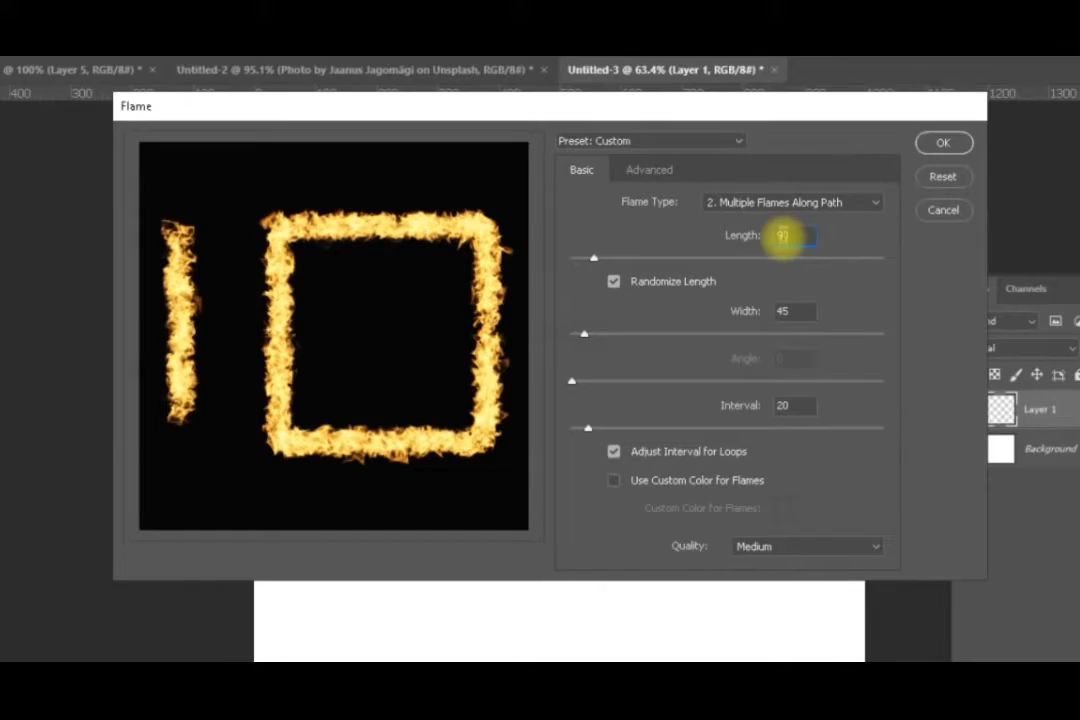 @ 100% (Layer 5, RGB/8#) * ×
Untitled-2 @ 95.1% (Photo by Jaanus Jagomägi on Unsplash, RGB/8#) * ×
Untitled-3 @ 63.4% (Layer 1, RGB/8#) * ×
400
300
400
1200
1300
Flame
Preset: Custom
OK
Basic
Advanced
Reset
Flame Type:
2. Multiple Flames Along Path
Cancel
Length:
Randomize Length
Channels
Width:
45
Angle:
Interval:
20
Layer 1
Adjust Interval for Loops
Background
Use Custom Color for Flames
Custom Color for Flames:
Quality:
Medium